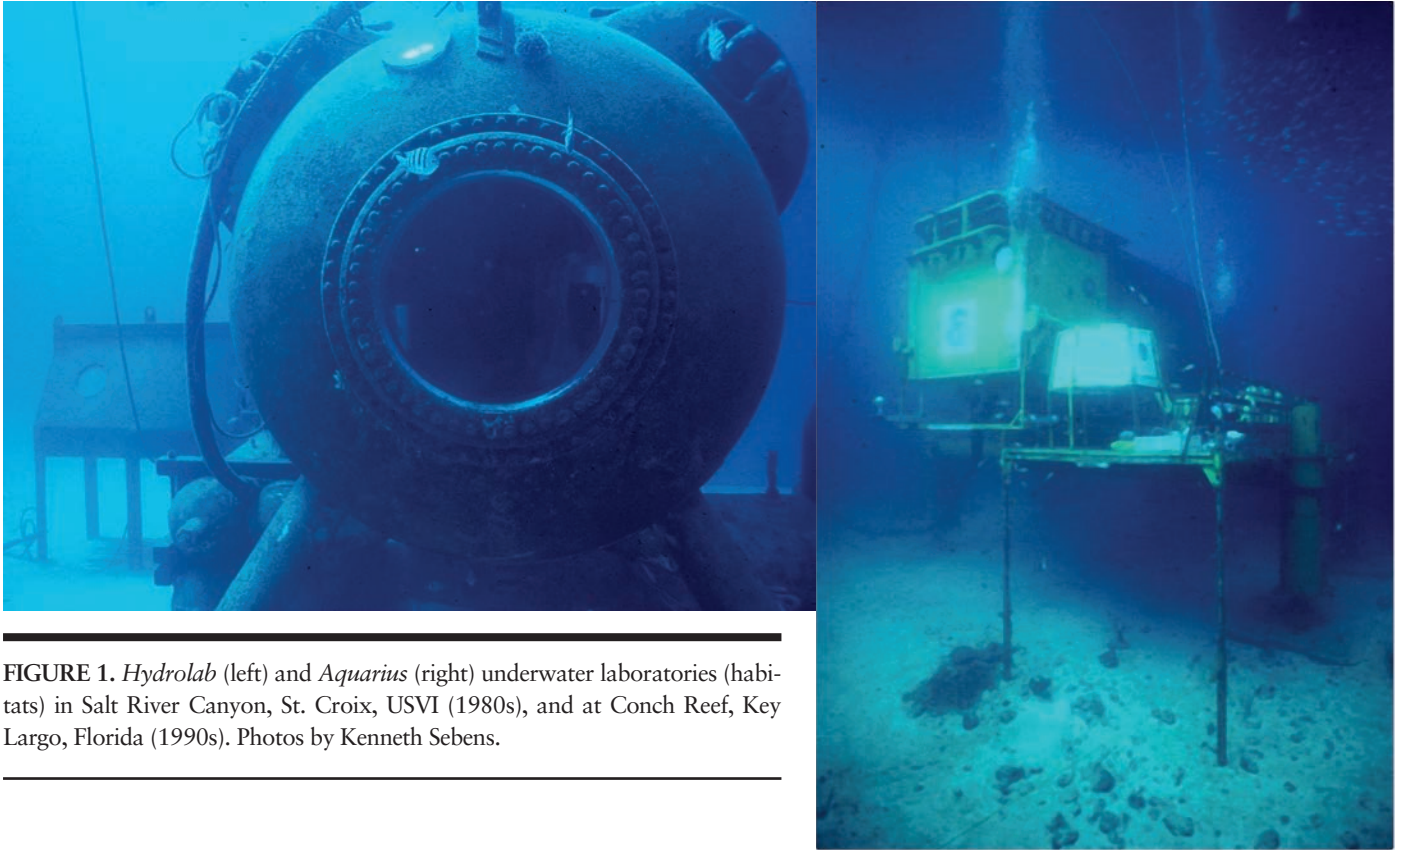 FIGURE 1. Hydrolab (left) and Aquarius (right) underwater laboratories (habi-
tats) in Salt River Canyon, St. Croix, USVI (1980s), and at Conch Reef, Key
Largo, Florida (1990s). Photos by Kenneth Sebens.